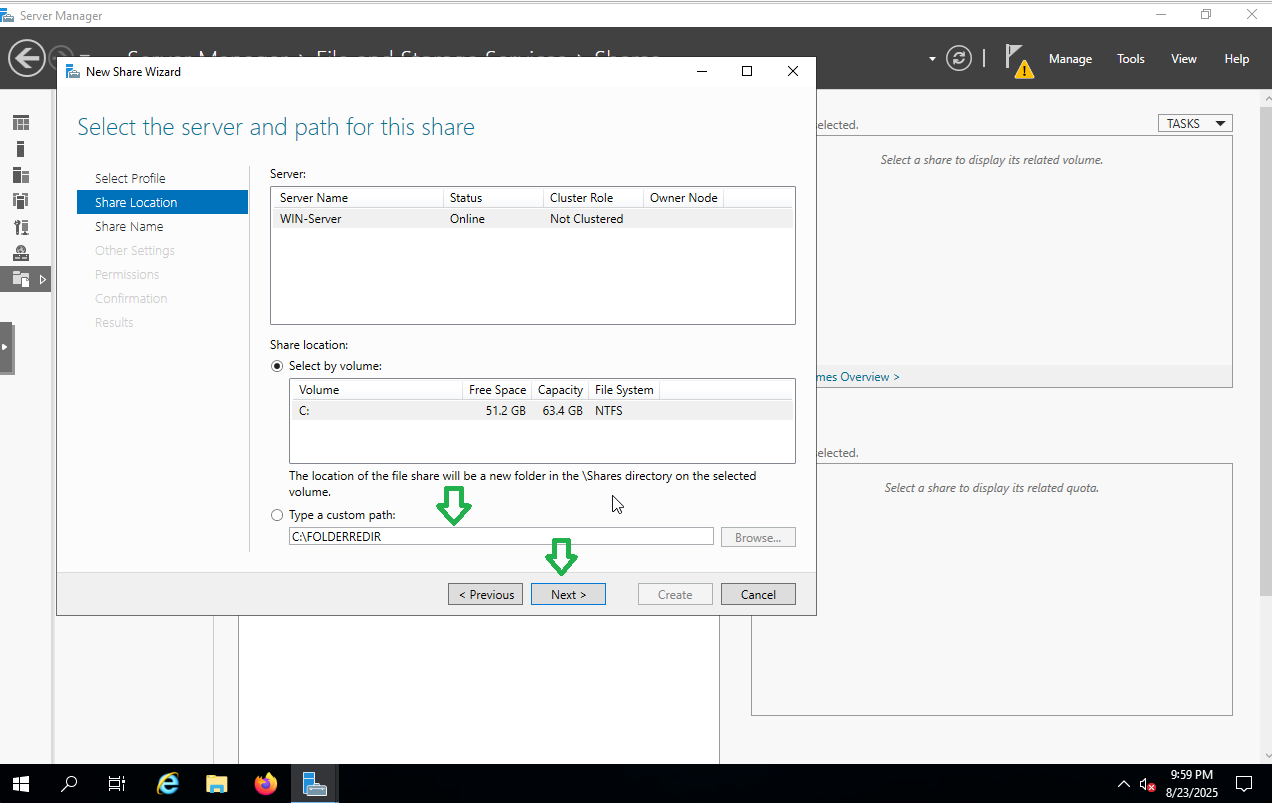 Server Manager
Server Manager › File and Storage Services › Shares
Manage
Tools
View
Help
New Share Wizard
Select the server and path for this share
Select Profile
Share Location
Share Name
Other Settings
Permissions
Confirmation
Results
Server:
Server Name Status Cluster Role Owner Node
WIN-Server Online Not Clustered
Share location:
Select by volume:
Volume Free Space Capacity File System
C: 51.2 GB 63.4 GB NTFS
The location of the file share will be a new folder in the \Shares directory on the selected
volume.
Type a custom path:
C:\FOLDERREDIR
Browse...
< Previous
Next >
Create
Cancel
elected.
TASKS
Select a share to display its related volume.
mes Overview >
elected.
Select a share to display its related quota.
9:59 PM
8/23/2025